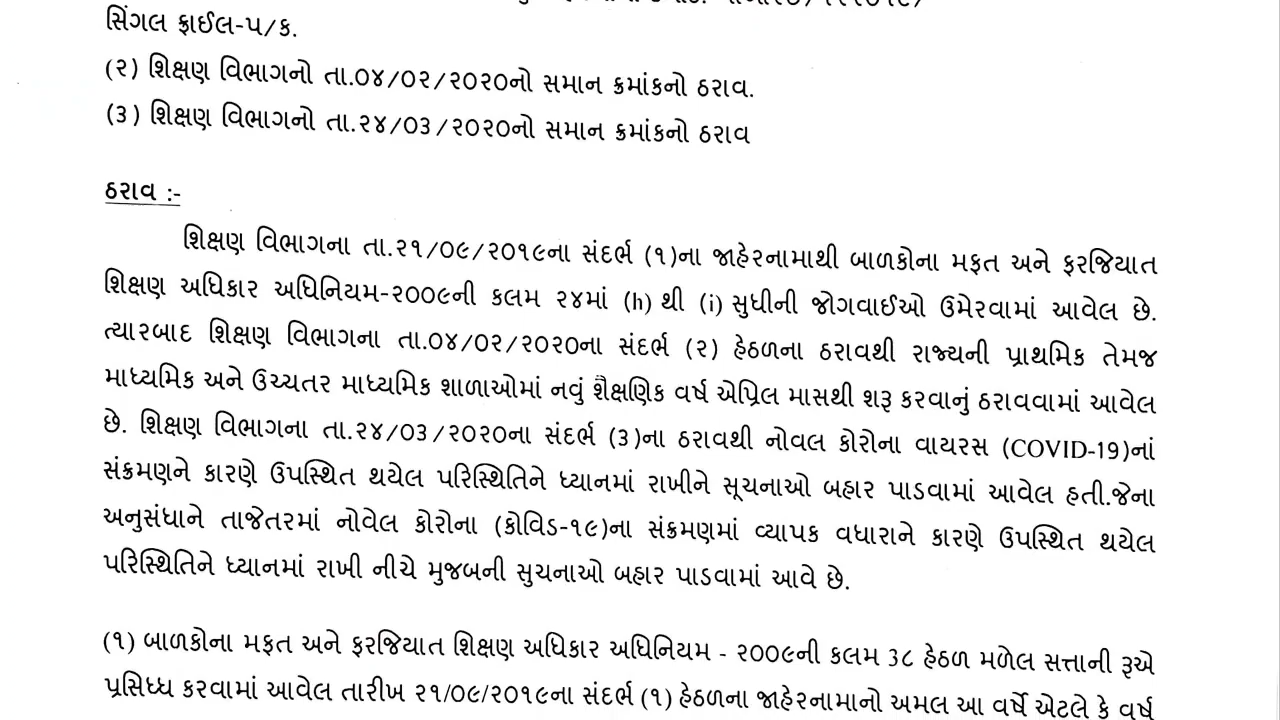 સિંગલ ફાઈલ-પ/ક.
(૨) શિક્ષણ વિભાગનો તા.૦૪/૦૨/૨૦૨૦નો સમાન ક્રમાંકનો ઠરાવ.
(૩) શિક્ષણ વિભાગનો તા.૨૪/૦૩/૨૦૨૦નો સમાન ક્રમાંકનો ઠરાવ
ઠરાવ :-
શિક્ષણ વિભાગના તા.૨૧/૦૯/૨૦૧૯ના સંદર્ભ (૧)ના જાહેરનામાથી બાળકોના મફત અને ફરજિયાત
શિક્ષણ અધિકાર અધિનિયમ-૨૦૦૯ની કલમ ૨૪માં (h) થી (i) સુધીની જોગવાઈઓ ઉમેરવામાં આવેલ છે.
ત્યારબાદ શિક્ષણ વિભાગના તા.૦૪/૦૨/૨૦૨૦ના સંદર્ભ (૨) હેઠળના ઠરાવથી રાજ્યની પ્રાથમિક તેમજ
માધ્યમિક અને ઉચ્ચતર માધ્યમિક શાળાઓમાં નવું શૈક્ષણિક વર્ષ એપ્રિલ માસથી શરૂ કરવાનું ઠરાવવામાં આવેલ
છે. શિક્ષણ વિભાગના તા.૨૪/૦૩/૨૦૨૦ના સંદર્ભ (૩)ના ઠરાવથી નોવલ કોરોના વાયરસ (COVID-19)નાં
સંક્રમણને કારણે ઉપસ્થિત થયેલ પરિસ્થિતિને ધ્યાનમાં રાખીને સૂચનાઓ બહાર પાડવામાં આવેલ હતી.જેના
અનુસંધાને તાજેતરમાં નોવેલ કોરોના (કોવિડ-૧૯)ના સંક્રમણમાં વ્યાપક વધારાને કારણે ઉપસ્થિત થયેલ
પરિસ્થિતિને ધ્યાનમાં રાખી નીચે મુજબની સુચનાઓ બહાર પાડવામાં આવે છે.
(૧) બાળકોના મફત અને ફરજિયાત શિક્ષણ અધિકાર અધિનિયમ - ૨૦૦૯ની કલમ ૩૮ હેઠળ મળેલ સત્તાની રૂએ
પ્રસિધ્ધ કરવામાં આવેલ તારીખ ૨૧/૦૯/૨૦૧૯ના સંદર્ભ (૧) હેઠળના જાહેરનામાનો અમલ આ વર્ષે એટલે કે વર્ષ